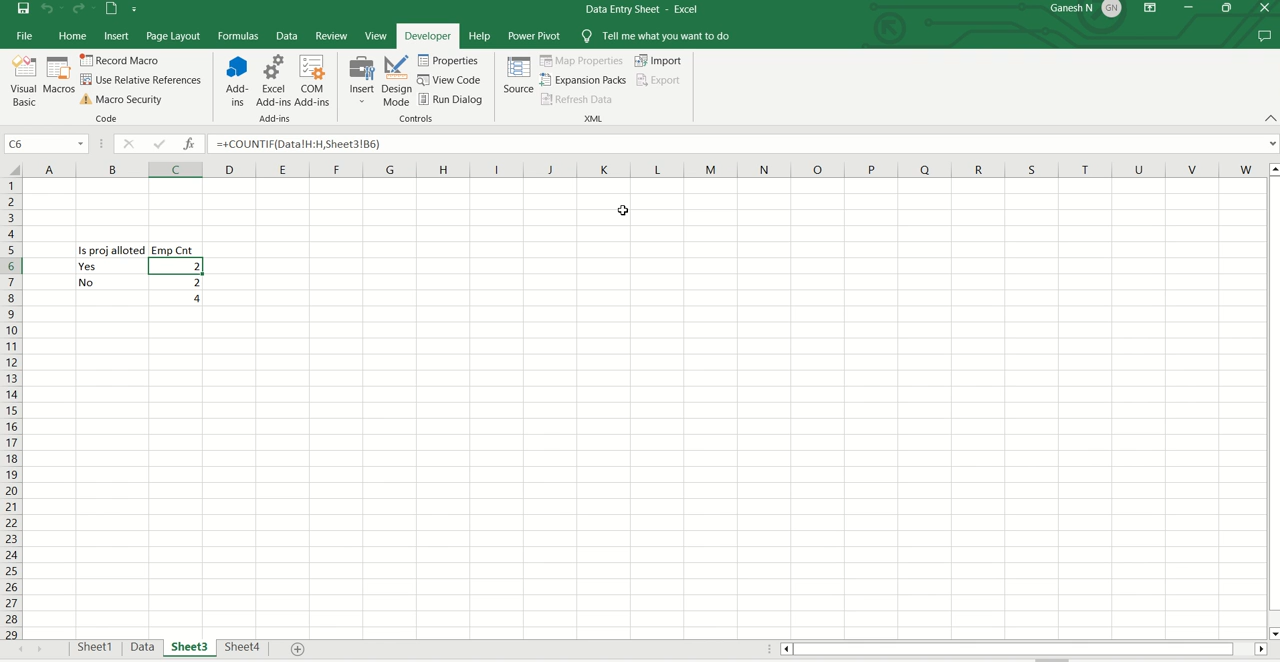 Data Entry Sheet - Excel
Ganesh N GN
File Home Insert Page Layout Formulas Data Review View Developer Help Power Pivot Tell me what you want to do
Visual Basic
Macros
Record Macro
Use Relative References
Macro Security
Code
Add-ins
Excel Add-ins
COM Add-ins
Add-ins
Insert
Design Mode
Properties
View Code
Run Dialog
Controls
Source
Map Properties
Expansion Packs
Refresh Data
Import
Export
XML
C6 fx =+COUNTIF(Data!H:H,Sheet3!B6)
A B C D E F G H I J K L M N O P Q R S T U V W
1
2
3
4
5 Is proj alloted Emp Cnt
6 Yes 2
7 No 2
8 4
9
10
11
12
13
14
15
16
17
18
19
20
21
22
23
24
25
26
27
28
29
Sheet1 Data Sheet3 Sheet4